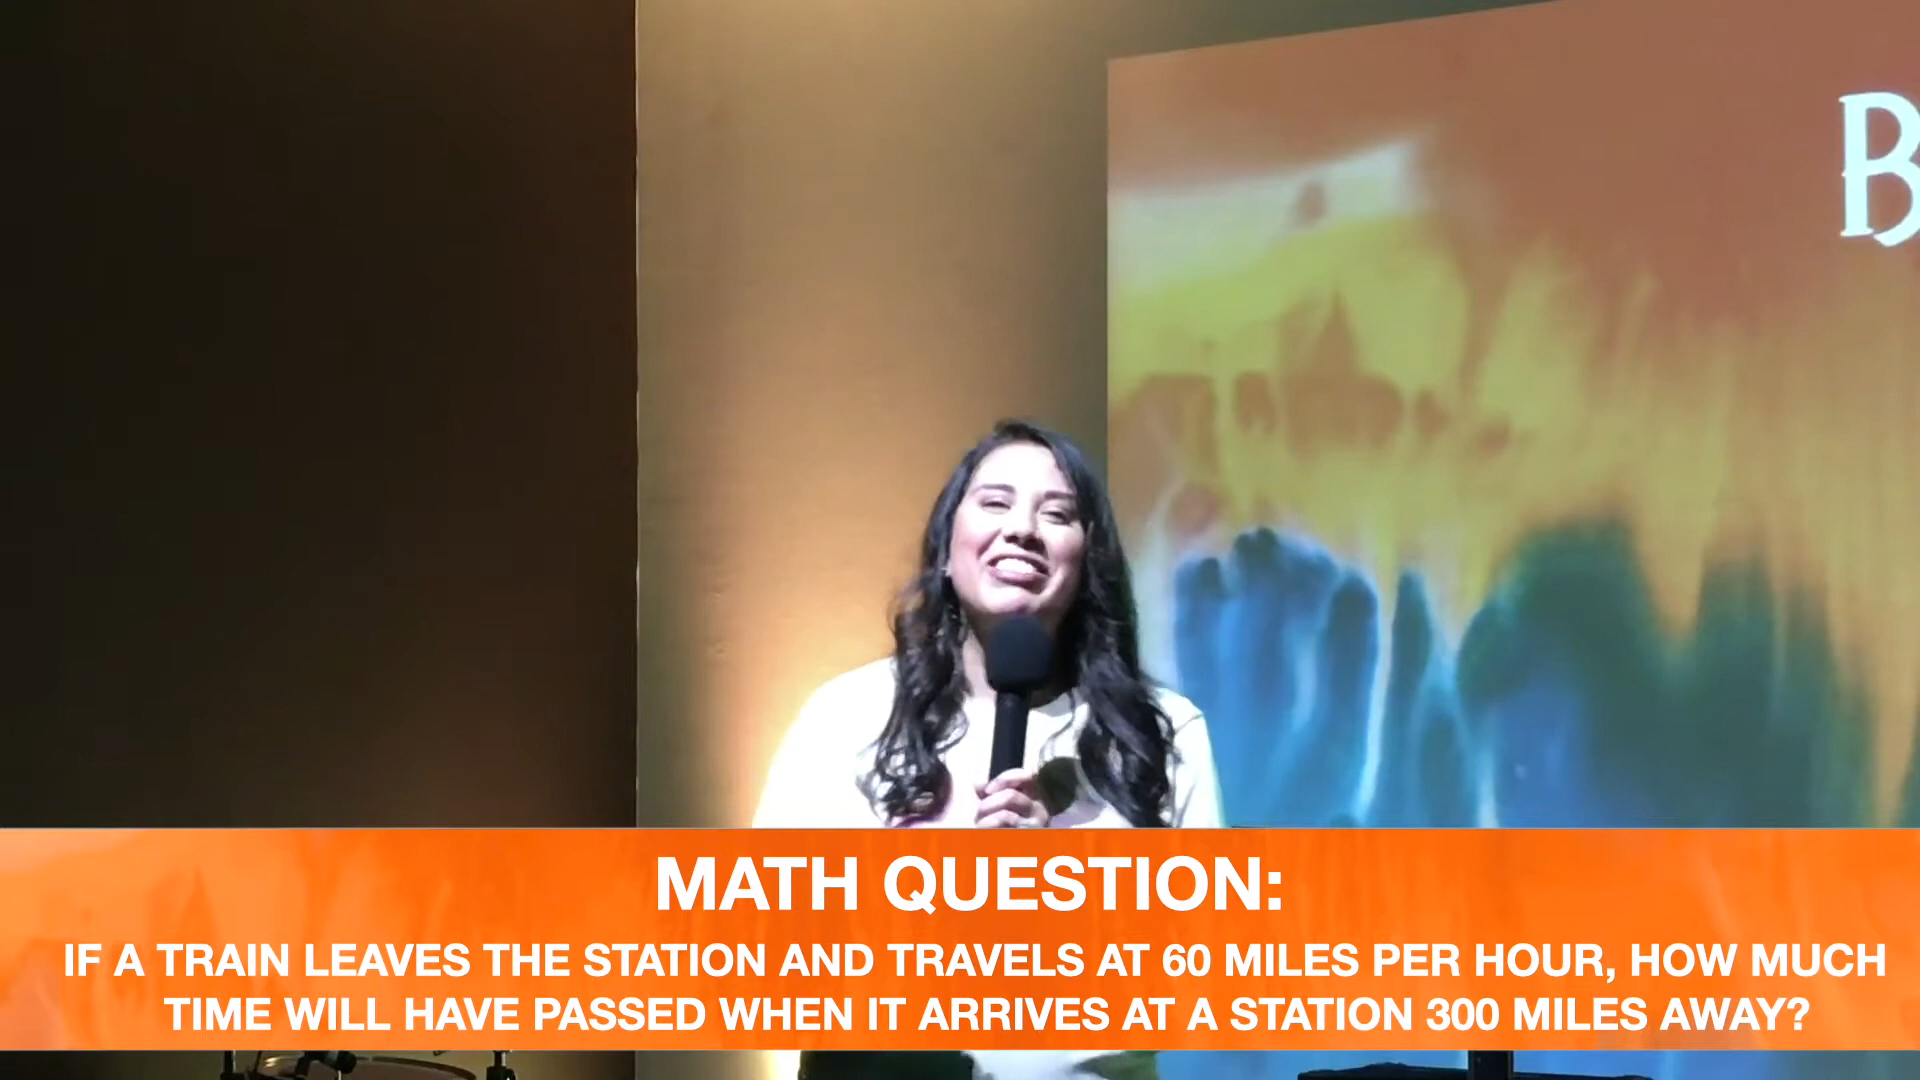 B
MATH QUESTION:
IF A TRAIN LEAVES THE STATION AND TRAVELS AT 60 MILES PER HOUR, HOW MUCH
TIME WILL HAVE PASSED WHEN IT ARRIVES AT A STATION 300 MILES AWAY?